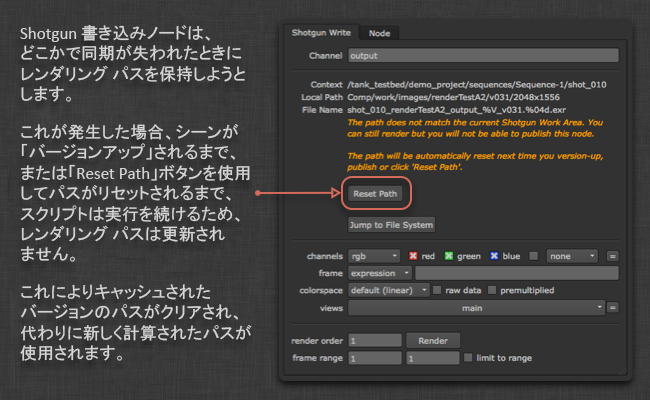 Shotgun 書き込みノードは、
どこかで同期が失われたときに
レンダリング パスを保持しようと
します。
これが発生した場合、シーンが
「バージョンアップ」されるまで、
または「Reset Path」ボタンを使用
してパスがリセットされるまで、
スクリプトは実行を続けるため、
レンダリング パスは更新され
ません。
これによりキャッシュされた
バージョンのパスがクリアされ、
代わりに新しく計算されたパスが
使用されます。
Shotgun Write Node
Channel output
Context /tank_testbed/demo_project/sequences/Sequence-1/shot_010
Local Path Comp/work/images/renderTestA2/v031/2048x1556
File Name shot_010_renderTestA2_output_%V_v031.%04d.exr
The path does not match the current Shotgun Work Area. You
can still render but you will not be able to publish this node.
The path will be automatically reset next time you version-up,
publish or click 'Reset Path'.
Reset Path
Jump to File System
channels rgb red green blue none =
frame expression
colorspace default (linear) raw data premultiplied
views main =
render order 1 Render
frame range 1 1 limit to range